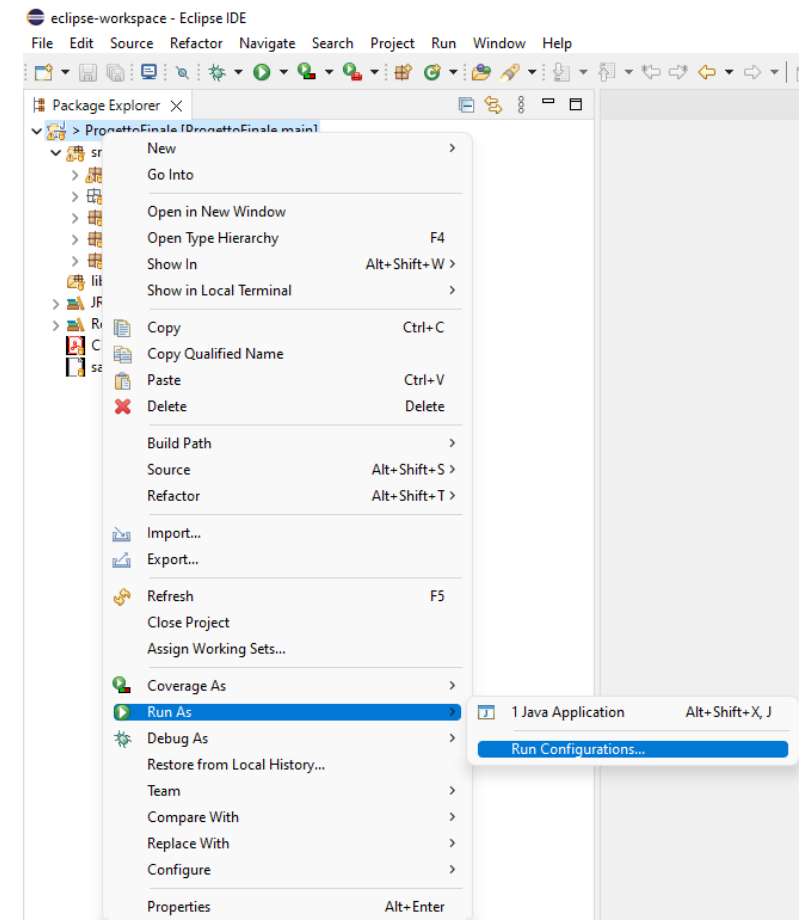 eclipse-workspace - Eclipse IDE
File Edit Source Refactor Navigate Search Project Run Window Help
Package Explorer
> ProgettoFinale [ProgettoFinale main]
New
Go Into
Open in New Window
Open Type Hierarchy F4
Show In Alt+Shift+W >
Show in Local Terminal
Copy Ctrl+C
Copy Qualified Name
Paste Ctrl+V
Delete Delete
Build Path
Source Alt+Shift+S >
Refactor Alt+Shift+T >
Import...
Export...
Refresh F5
Close Project
Assign Working Sets...
Coverage As
Run As
1 Java Application Alt+Shift+X, J
Debug As
Run Configurations...
Restore from Local History...
Team
Compare With
Replace With
Configure
Properties Alt+Enter